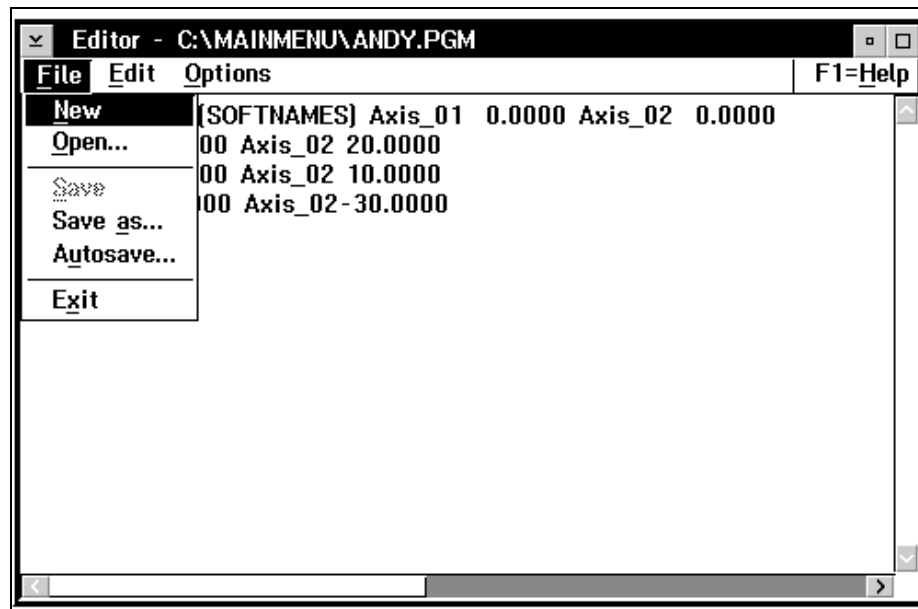 Editor - C:\MAINMENU\ANDY.PGM
File Edit Options F1=Help
New
Open...
Save
Save as...
Autosave...
Exit
(SOFTNAMES) Axis_01 0.0000 Axis_02 0.0000
00 Axis_02 20.0000
00 Axis_02 10.0000
00 Axis_02-30.0000